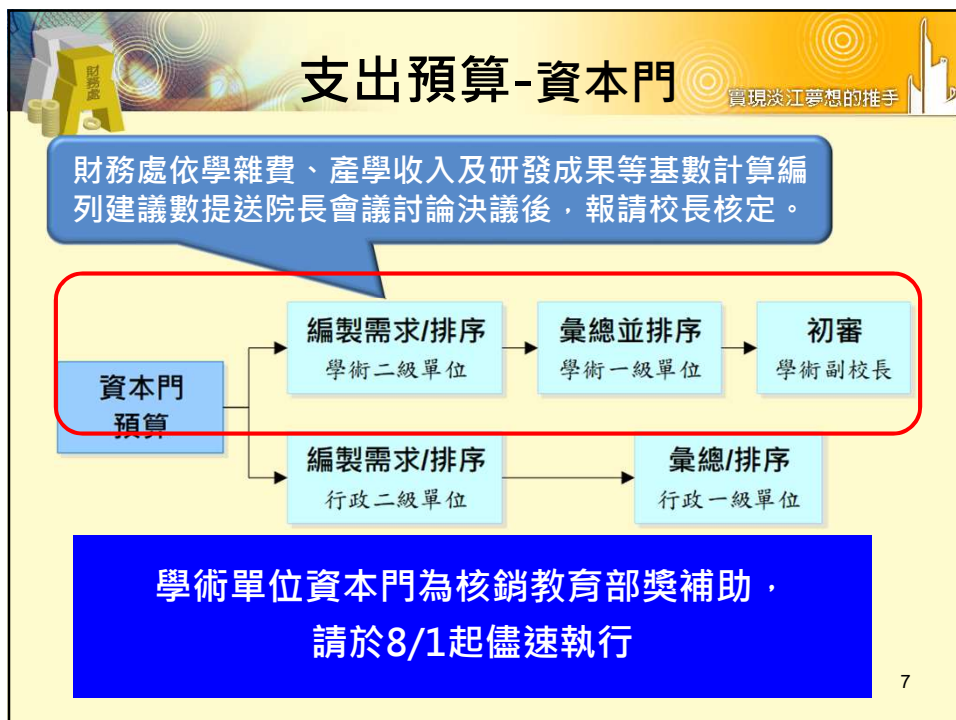 財務處
支出預算-資本門
實現淡江夢想的推手
財務處依學雜費、產學收入及研發成果等基數計算編
列建議數提送院長會議討論決議後，報請校長核定。
資本門
預算
編製需求/排序
學術二級單位
彙總並排序
學術一級單位
初審
學術副校長
編製需求/排序
行政二級單位
彙總/排序
行政一級單位
學術單位資本門為核銷教育部獎補助，
請於8/1起儘速執行
7